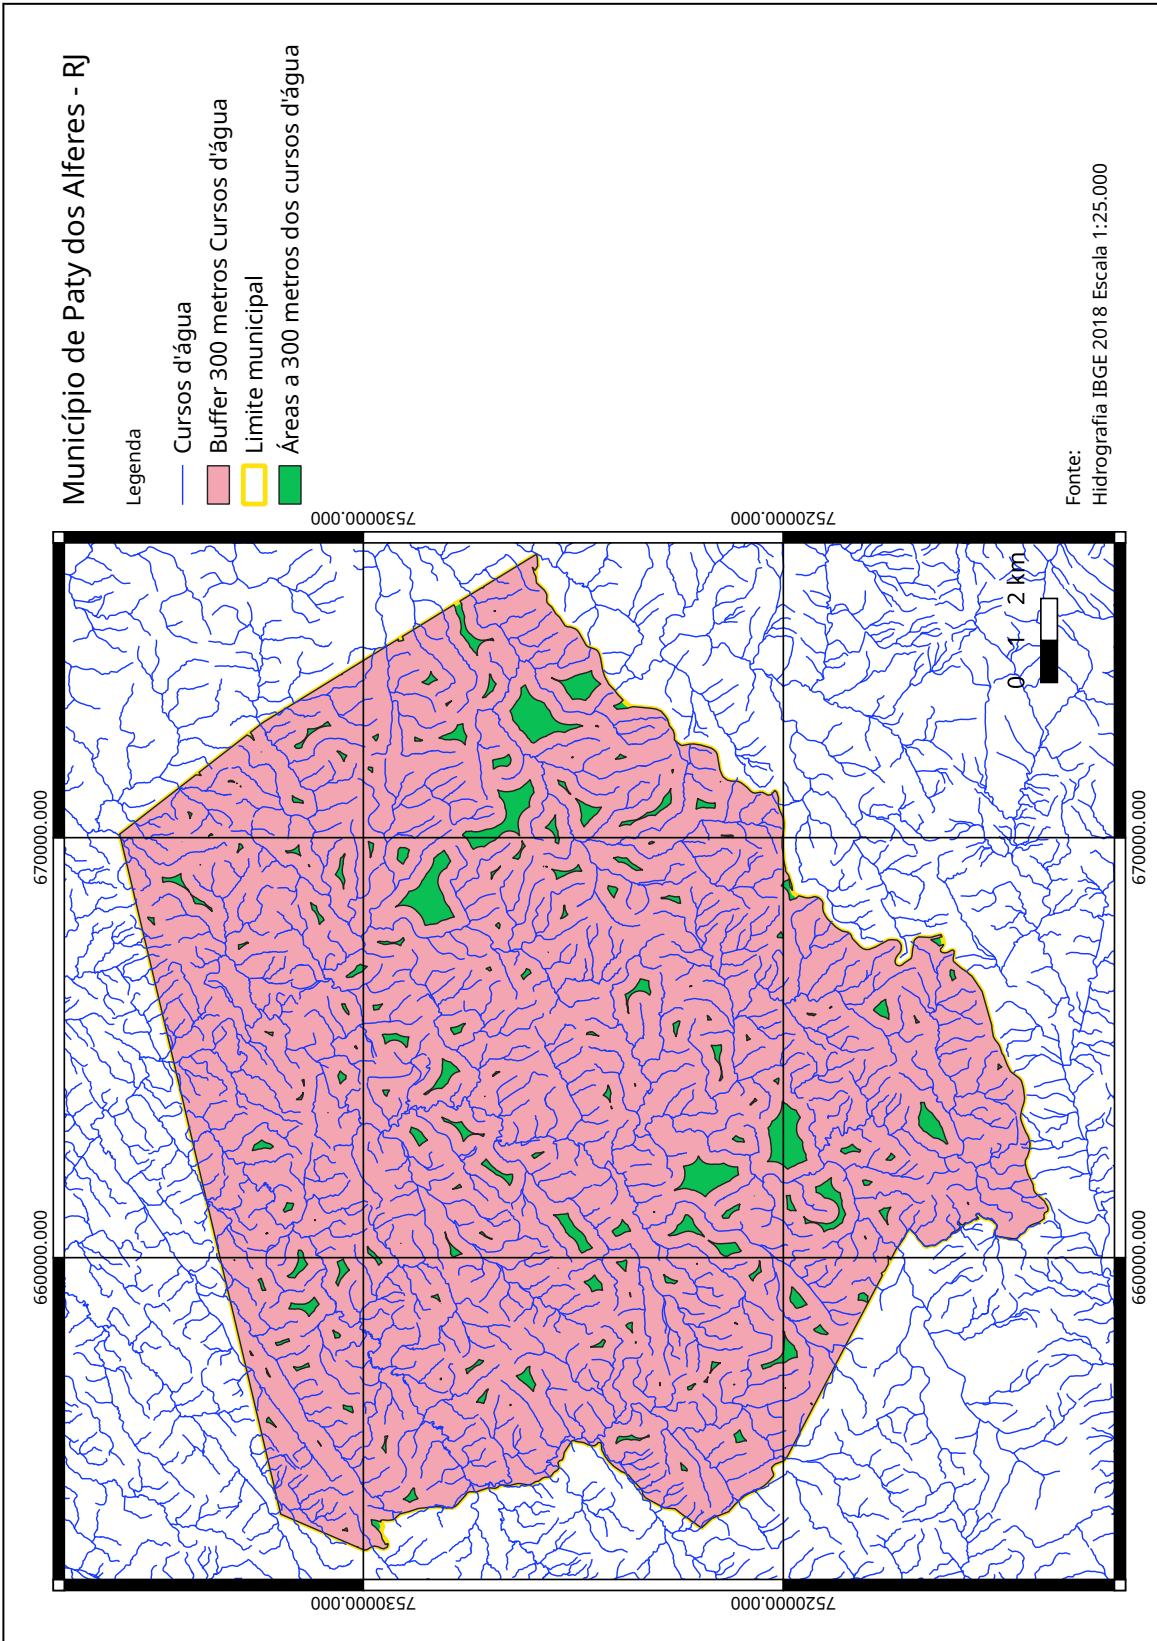 Município de Paty dos Alferes - RJ
Legenda
Cursos d'água
Buffer 300 metros Cursos d'água
Limite municipal
Áreas a 300 metros dos cursos d'água
660000.000
670000.000
7530000.000
7530000.000
7520000.000
7520000.000
660000.000
670000.000
0 1 2 km
Fonte:
Hidrografia IBGE 2018 Escala 1:25.000